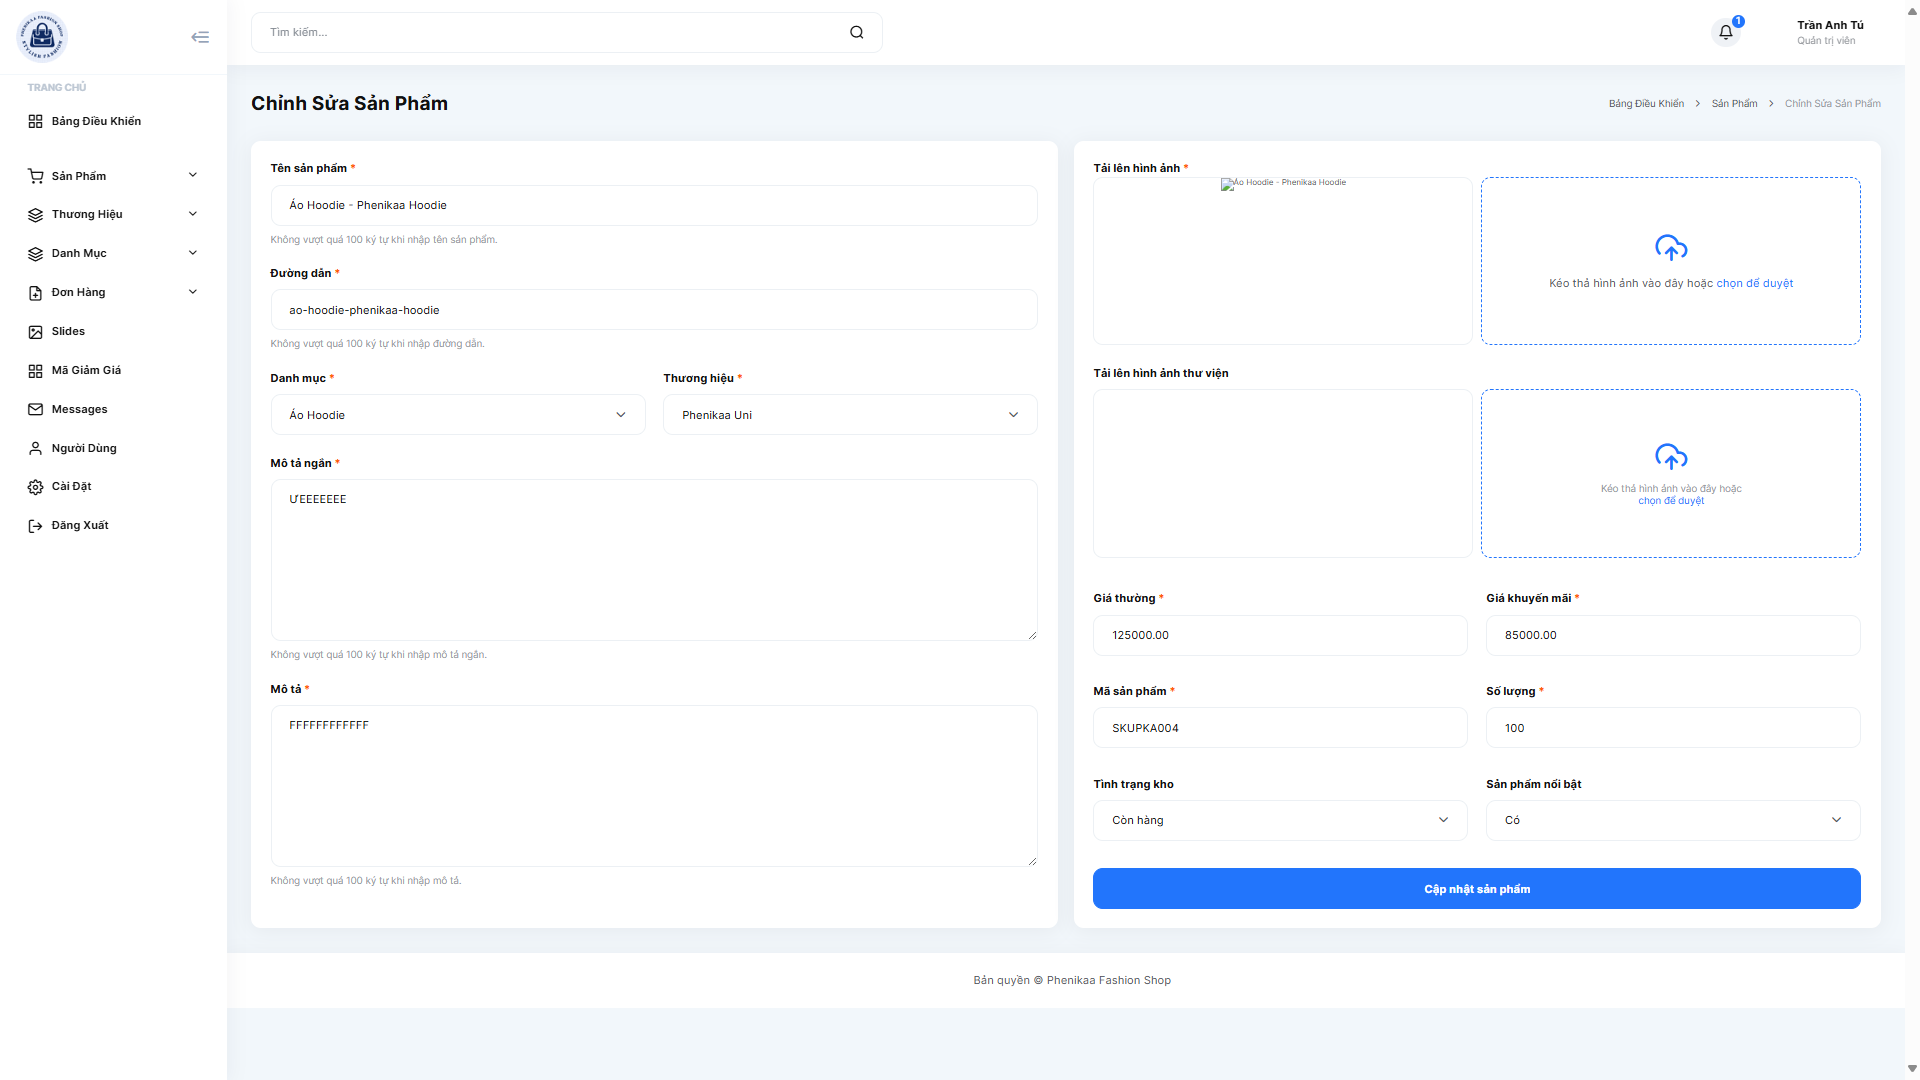 PHENIKAA FASHION SHOP
STYLISH FASHION
TRANG CHỦ
Bảng Điều Khiển
Sản Phẩm
Thương Hiệu
Danh Mục
Đơn Hàng
Slides
Mã Giảm Giá
Messages
Người Dùng
Cài Đặt
Đăng Xuất
Tìm kiếm...
1
Trần Anh Tú
Quản trị viên
Chỉnh Sửa Sản Phẩm
Bảng Điều Khiển > Sản Phẩm > Chỉnh Sửa Sản Phẩm
Tên sản phẩm *
Áo Hoodie - Phenikaa Hoodie
Không vượt quá 100 ký tự khi nhập tên sản phẩm.
Đường dẫn *
ao-hoodie-phenikaa-hoodie
Không vượt quá 100 ký tự khi nhập đường dẫn.
Danh mục *
Áo Hoodie
Thương hiệu *
Phenikaa Uni
Mô tả ngắn *
ƯEEEEEEE
Không vượt quá 100 ký tự khi nhập mô tả ngắn.
Mô tả *
FFFFFFFFFFFF
Không vượt quá 100 ký tự khi nhập mô tả.
Tải lên hình ảnh *
Áo Hoodie - Phenikaa Hoodie
Kéo thả hình ảnh vào đây hoặc chọn để duyệt
Tải lên hình ảnh thư viện
Kéo thả hình ảnh vào đây hoặc
chọn để duyệt
Giá thường *
125000.00
Giá khuyến mãi *
85000.00
Mã sản phẩm *
SKUPKA004
Số lượng *
100
Tình trạng kho
Còn hàng
Sản phẩm nổi bật
Có
Cập nhật sản phẩm
Bản quyền © Phenikaa Fashion Shop